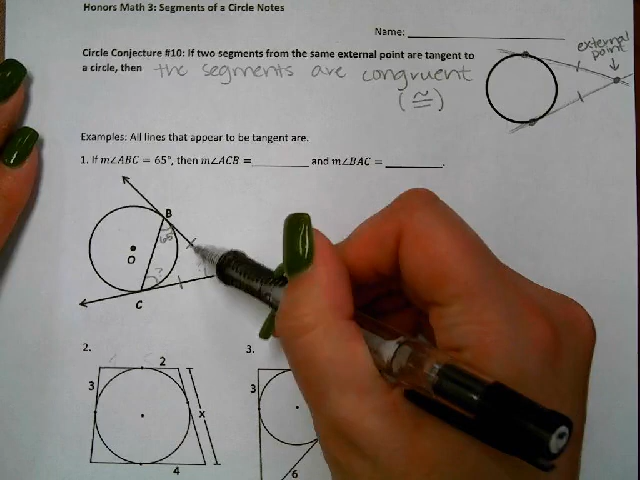 Honors Math 3: Segments of a Circle Notes
Name:
Circle Conjecture #10: If two segments from the same external point are tangent to
a circle, then the segments are congruent
(≅)
external
point
Examples: All lines that appear to be tangent are.
1. If m∠ABC = 65°, then m∠ACB = ________ and m∠BAC = ________.
B
65
O
?
C
2.
2
3
x
4
3.
3
6